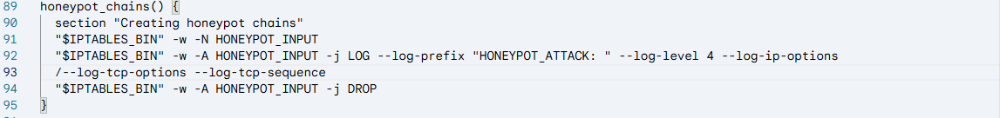 89 honeypot_chains() {
90 section "Creating honeypot chains"
91 "$IPTABLES_BIN" -w -N HONEYPOT_INPUT
92 "$IPTABLES_BIN" -w -A HONEYPOT_INPUT -j LOG --log-prefix "HONEYPOT_ATTACK: " --log-level 4 --log-ip-options
93 /--log-tcp-options --log-tcp-sequence
94 "$IPTABLES_BIN" -w -A HONEYPOT_INPUT -j DROP
95 }